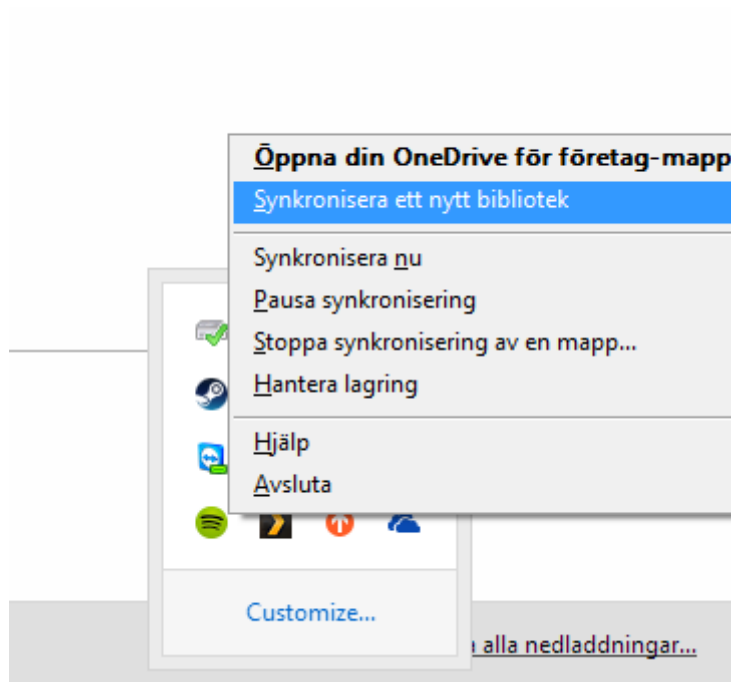 Öppna din OneDrive för företag-mapp
Synkronisera ett nytt bibliotek
Synkronisera nu
Pausa synkronisering
Stoppa synkronisering av en mapp...
Hantera lagring
Hjälp
Avsluta
Customize...
alla nedladdningar...